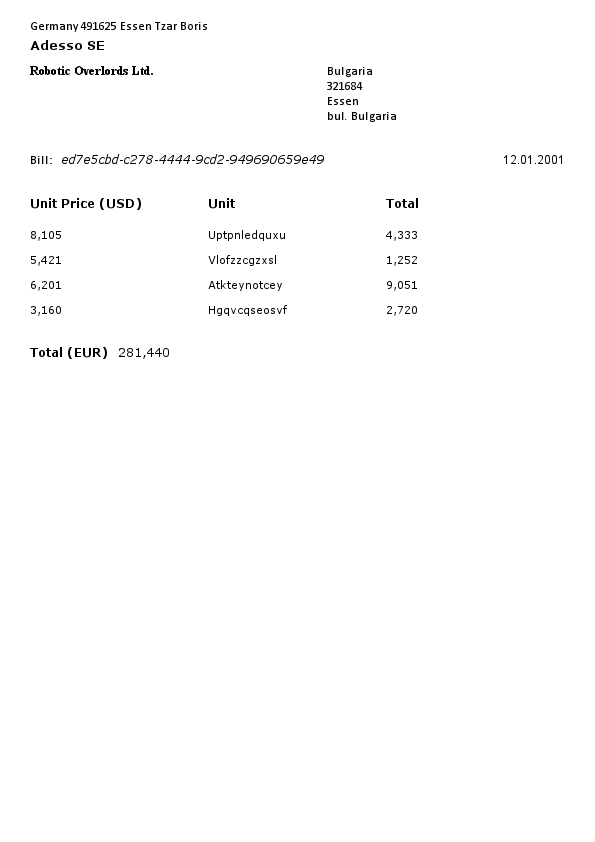 Germany 491625 Essen Tzar Boris
Adesso SE
Robotic Overlords Ltd.
Bulgaria
321684
Essen
bul. Bulgaria
Bill: ed7e5cbd-c278-4444-9cd2-949690659e49 12.01.2001
Unit Price (USD) Unit Total
8,105 Uptpnledquxu 4,333
5,421 Vlofzzcgzxsl 1,252
6,201 Atkteynotcey 9,051
3,160 Hgqvcqseosvf 2,720
Total (EUR) 281,440